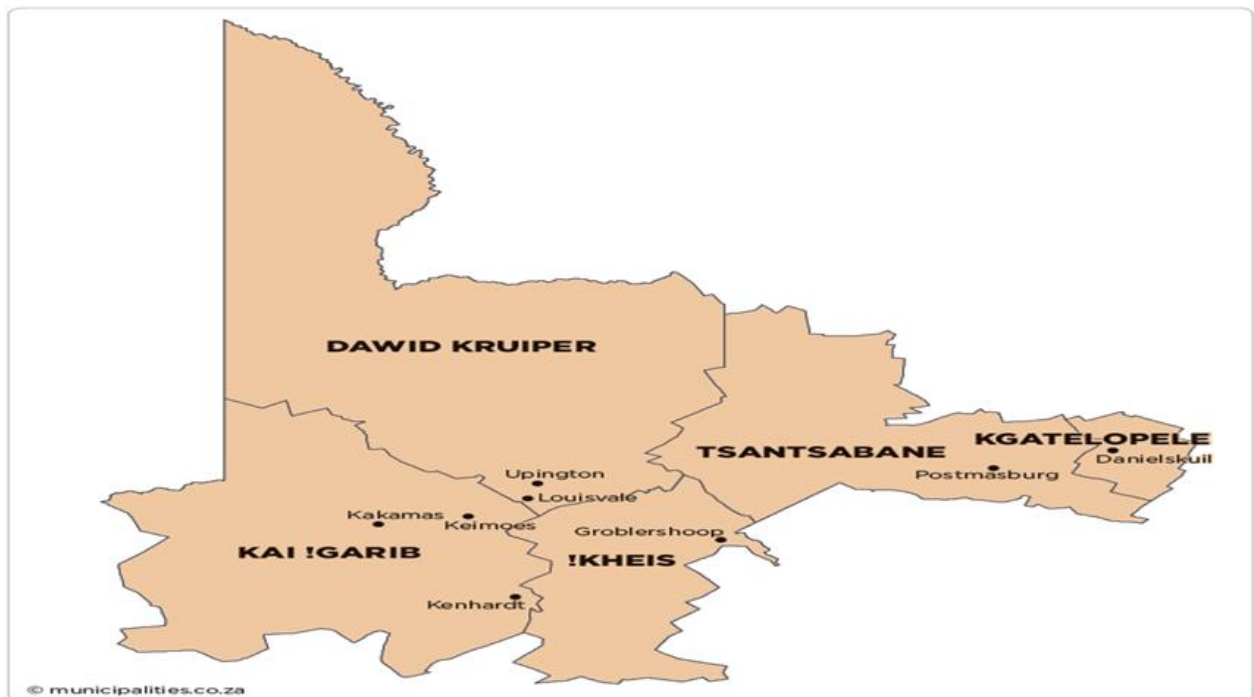 DAWID KRUIPER
KGATELOPELE
TSANTSABANE
Danielskuil
Postmasburg
Upington
Louisvale
Kakamas
Keimoes
Groblershoop
KAI !GARIB
!KHEIS
Kenhardt
© municipalities.co.za